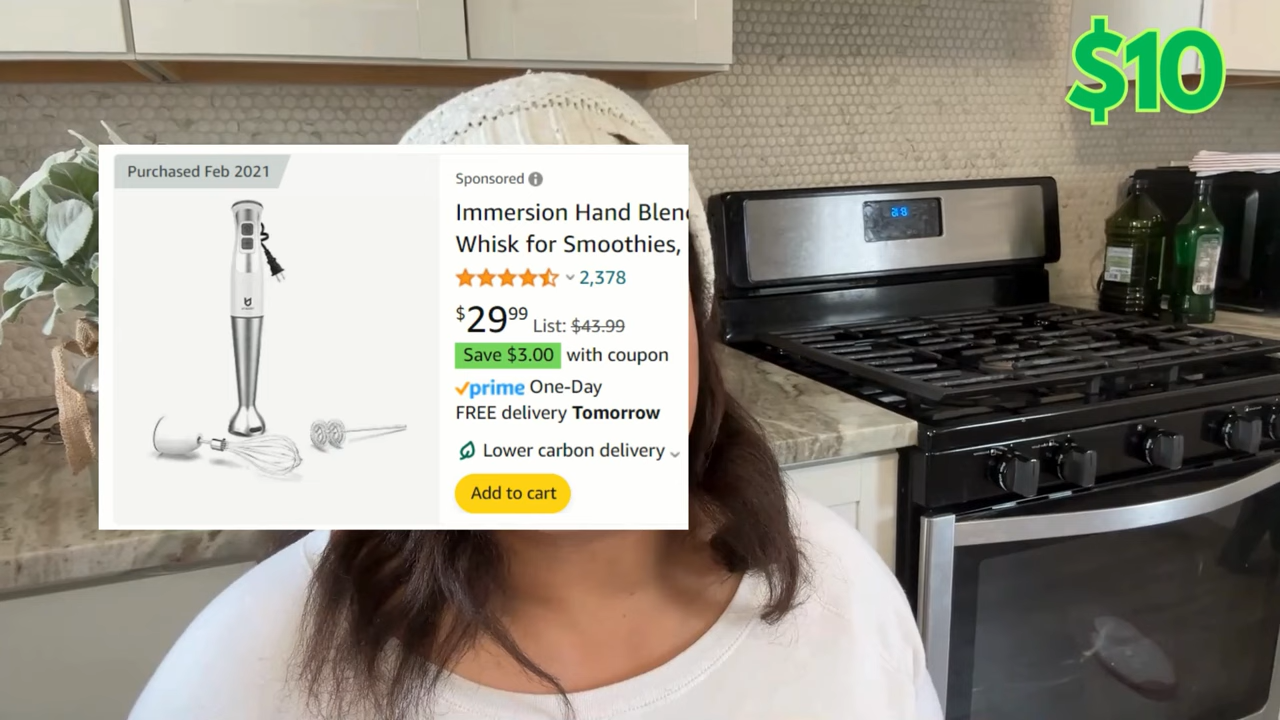 $10
Purchased Feb 2021
Sponsored
Immersion Hand Blen
Whisk for Smoothies,
2,378
$29 99 List: $43.99
Save $3.00 with coupon
prime One-Day
FREE delivery Tomorrow
Lower carbon delivery
Add to cart